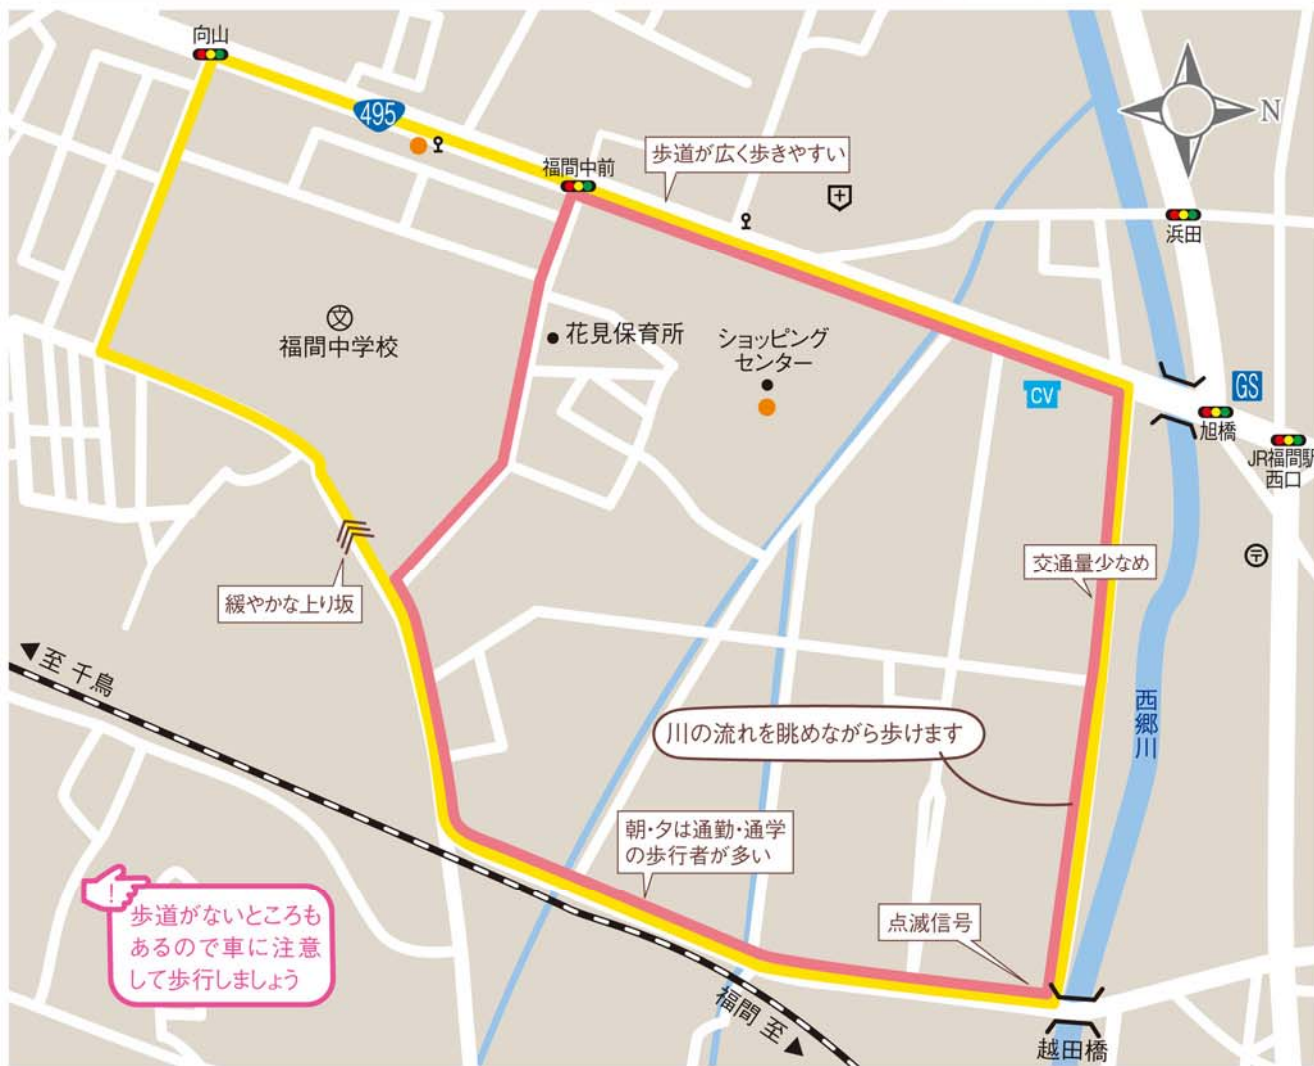 向山
495
福間中前
歩道が広く歩きやすい
N
浜田
福間中学校
文
花見保育所
ショッピング
センター
CV
GS
旭橋
JR福間駅
西口
〒
交通量少なめ
緩やかな上り坂
至 千鳥
西郷川
川の流れを眺めながら歩けます
朝・夕は通勤・通学
の歩行者が多い
点滅信号
!
歩道がないところも
あるので車に注意
して歩行しましょう
福間 至
越田橋